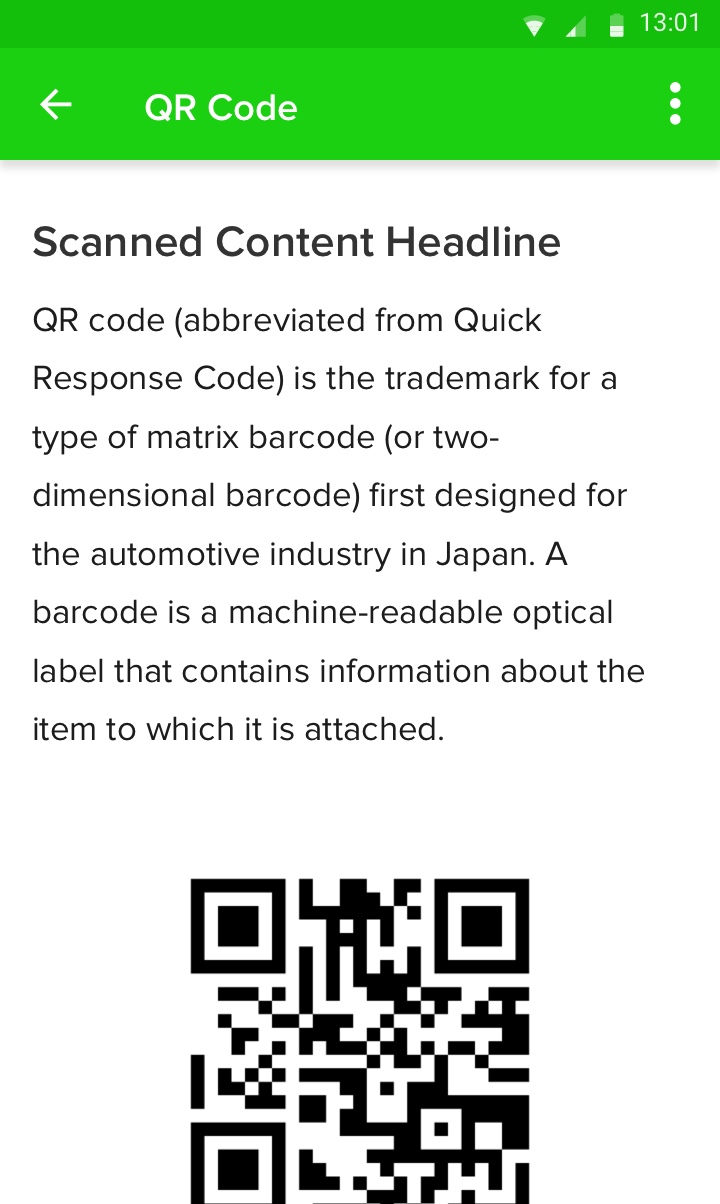 13:01
QR Code
Scanned Content Headline
QR code (abbreviated from Quick
Response Code) is the trademark for a
type of matrix barcode (or two-
dimensional barcode) first designed for
the automotive industry in Japan. A
barcode is a machine-readable optical
label that contains information about the
item to which it is attached.